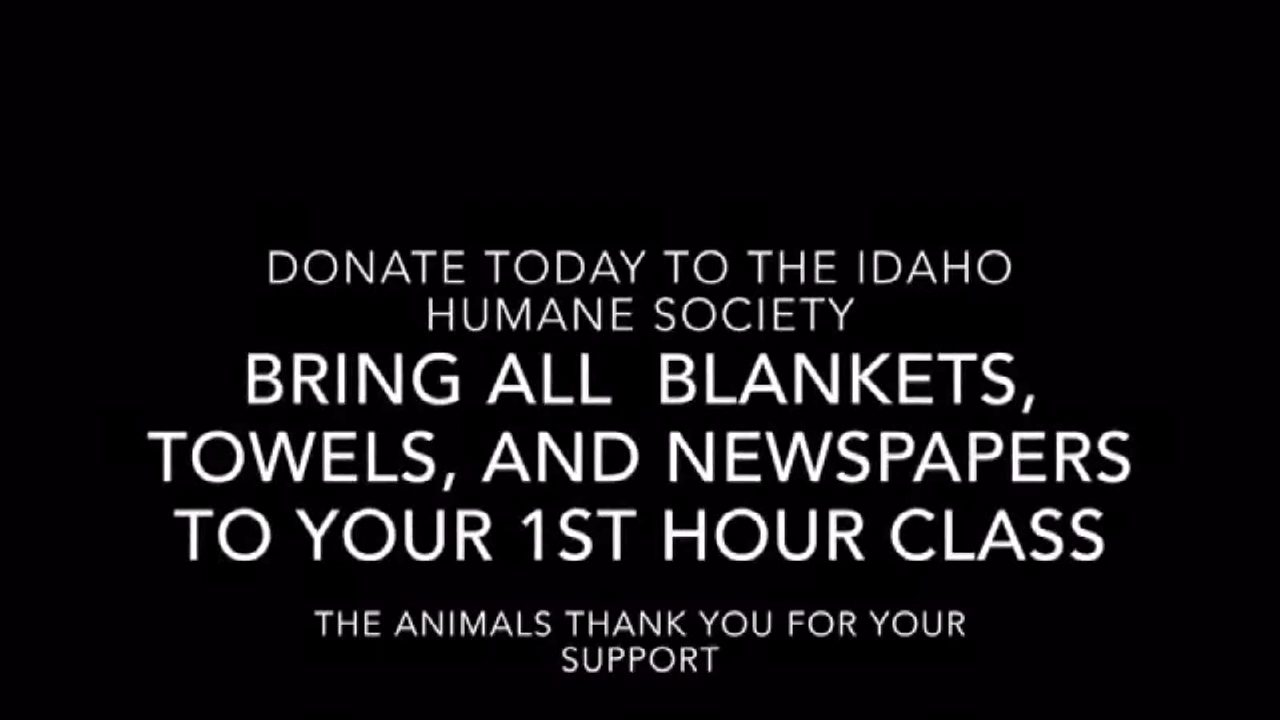 DONATE TODAY TO THE IDAHO
HUMANE SOCIETY
BRING ALL  BLANKETS,
TOWELS, AND NEWSPAPERS
TO YOUR 1ST HOUR CLASS
THE ANIMALS THANK YOU FOR YOUR
SUPPORT